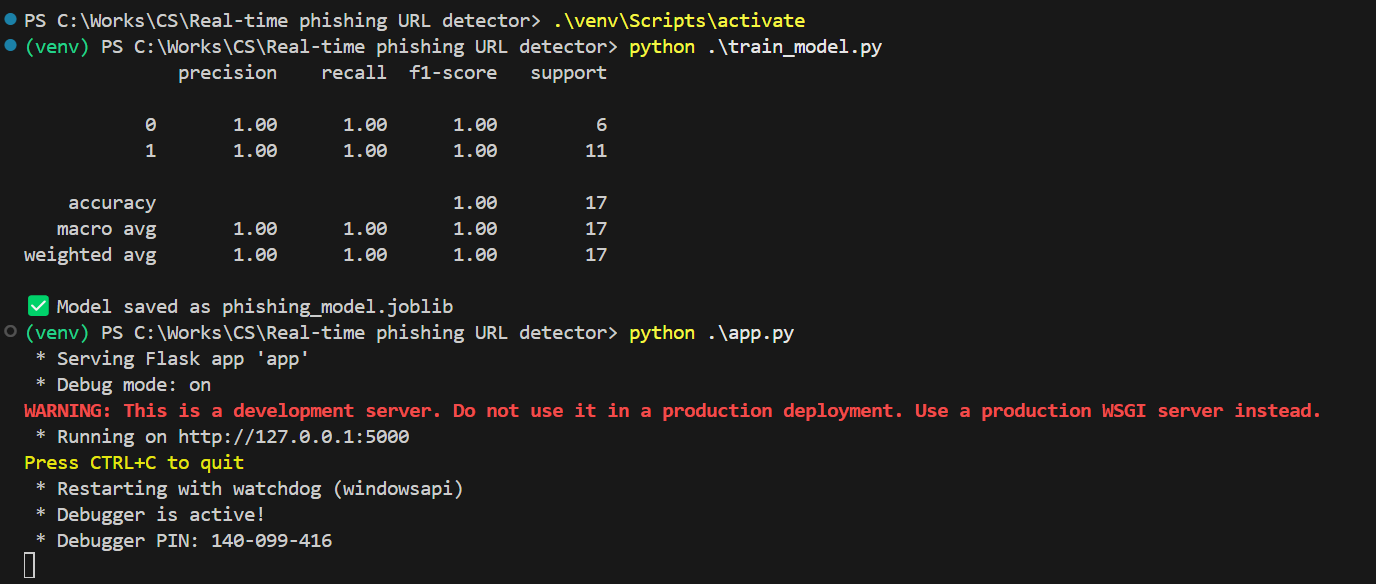 PS C:\Works\CS\Real-time phishing URL detector> .\venv\Scripts\activate
(venv) PS C:\Works\CS\Real-time phishing URL detector> python .\train_model.py
precision recall f1-score support
0 1.00 1.00 1.00 6
1 1.00 1.00 1.00 11
accuracy 1.00 17
macro avg 1.00 1.00 1.00 17
weighted avg 1.00 1.00 1.00 17
✅ Model saved as phishing_model.joblib
(venv) PS C:\Works\CS\Real-time phishing URL detector> python .\app.py
* Serving Flask app 'app'
* Debug mode: on
WARNING: This is a development server. Do not use it in a production deployment. Use a production WSGI server instead.
* Running on http://127.0.0.1:5000
Press CTRL+C to quit
* Restarting with watchdog (windowsapi)
* Debugger is active!
* Debugger PIN: 140-099-416